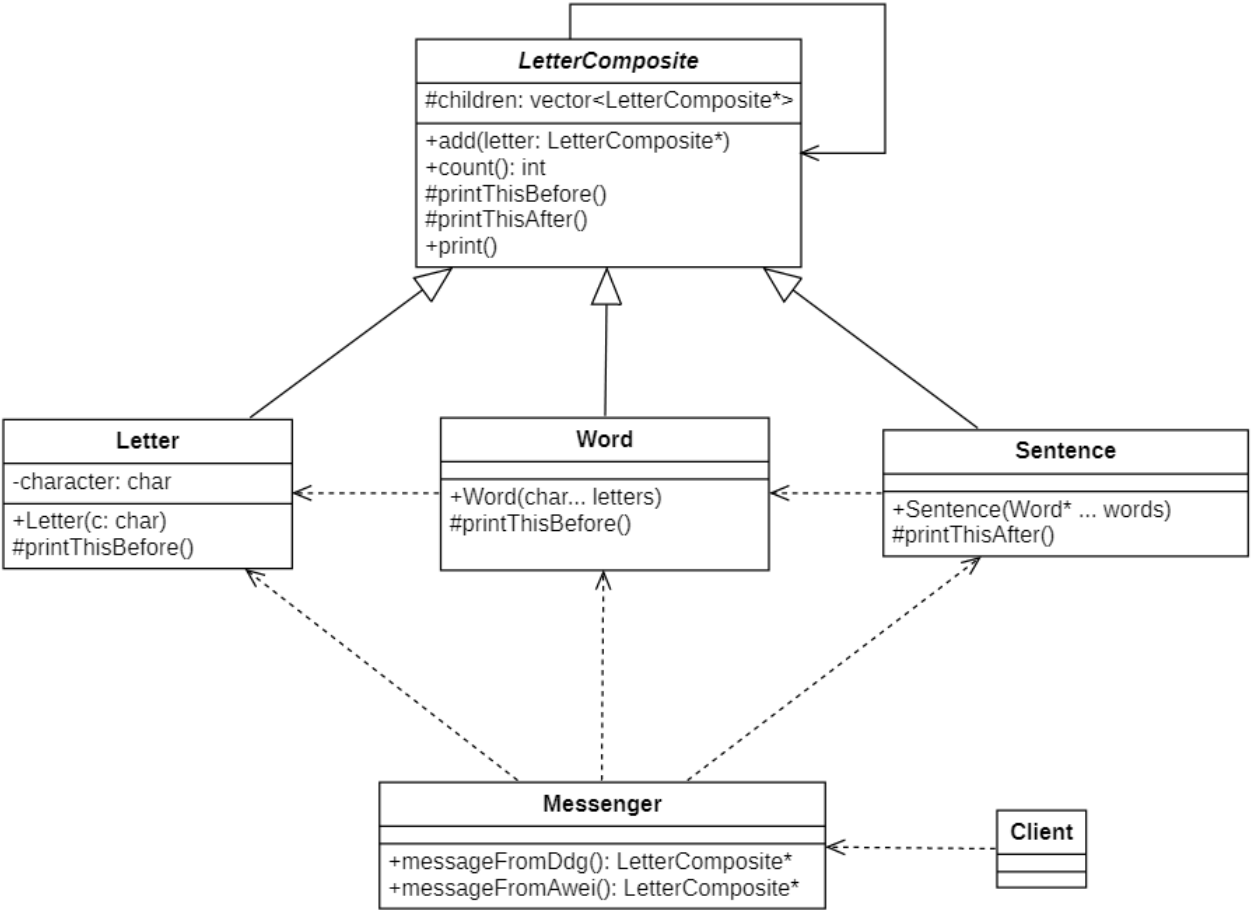 LetterComposite
#children: vector<LetterComposite*>
+add(letter: LetterComposite*)
+count(): int
#printThisBefore()
#printThisAfter()
+print()
Letter
-character: char
+Letter(c: char)
#printThisBefore()
Word
+Word(char... letters)
#printThisBefore()
Sentence
+Sentence(Word* ... words)
#printThisAfter()
Messenger
+messageFromDdg(): LetterComposite*
+messageFromAwei(): LetterComposite*
Client